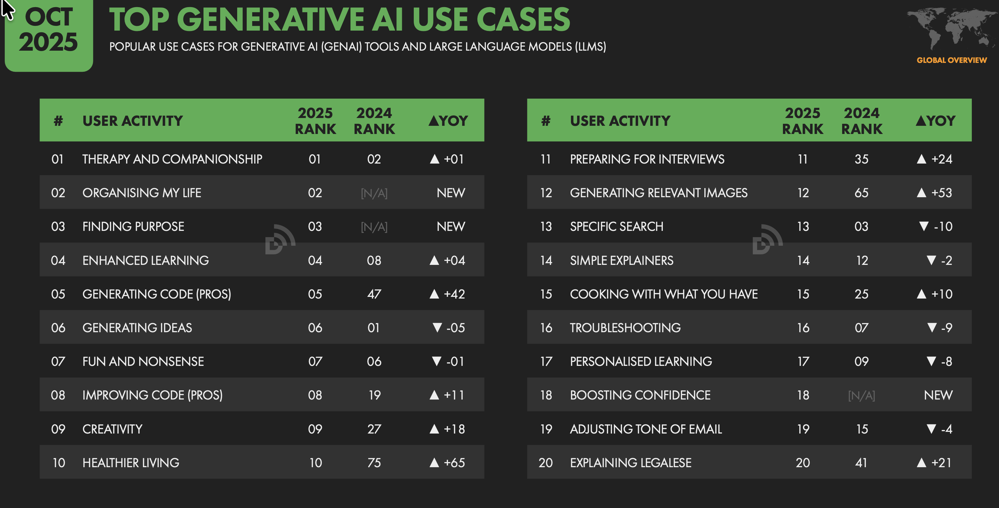 OCT
2025
TOP GENERATIVE AI USE CASES
POPULAR USE CASES FOR GENERATIVE AI (GENAI) TOOLS AND LARGE LANGUAGE MODELS (LLMS)
GLOBAL OVERVIEW
# USER ACTIVITY 2025 RANK 2024 RANK ▲YOY
01 THERAPY AND COMPANIONSHIP 01 02 ▲ +01
02 ORGANISING MY LIFE 02 [N/A] NEW
03 FINDING PURPOSE 03 [N/A] NEW
04 ENHANCED LEARNING 04 08 ▲ +04
05 GENERATING CODE (PROS) 05 47 ▲ +42
06 GENERATING IDEAS 06 01 ▼ -05
07 FUN AND NONSENSE 07 06 ▼ -01
08 IMPROVING CODE (PROS) 08 19 ▲ +11
09 CREATIVITY 09 27 ▲ +18
10 HEALTHIER LIVING 10 75 ▲ +65
# USER ACTIVITY 2025 RANK 2024 RANK ▲YOY
11 PREPARING FOR INTERVIEWS 11 35 ▲ +24
12 GENERATING RELEVANT IMAGES 12 65 ▲ +53
13 SPECIFIC SEARCH 13 03 ▼ -10
14 SIMPLE EXPLAINERS 14 12 ▼ -2
15 COOKING WITH WHAT YOU HAVE 15 25 ▲ +10
16 TROUBLESHOOTING 16 07 ▼ -9
17 PERSONALISED LEARNING 17 09 ▼ -8
18 BOOSTING CONFIDENCE 18 [N/A] NEW
19 ADJUSTING TONE OF EMAIL 19 15 ▼ -4
20 EXPLAINING LEGALESE 20 41 ▲ +21